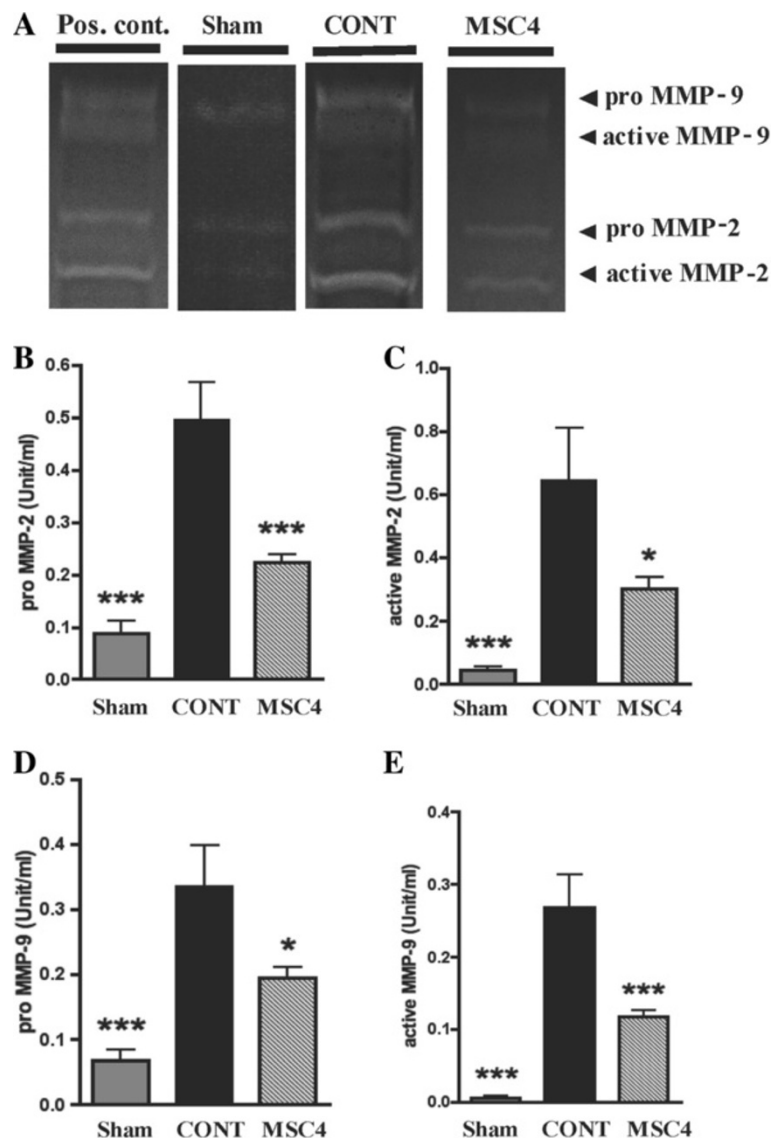 A Pos. cont. Sham CONT MSC4
◄ pro MMP-9
◄ active MMP-9
◄ pro MMP-2
◄ active MMP-2
B
pro MMP-2 (Unit/ml)
0.6
0.5
0.4
0.3
0.2
0.1
0.0
***
***
Sham CONT MSC4
C
active MMP-2 (Unit/ml)
1.0
0.8
0.6
0.4
0.2
0.0
***
*
Sham CONT MSC4
D
pro MMP-9 (Unit/ml)
0.5
0.4
0.3
0.2
0.1
0.0
***
*
Sham CONT MSC4
E
active MMP-9 (Unit/ml)
0.4
0.3
0.2
0.1
0.0
***
***
Sham CONT MSC4